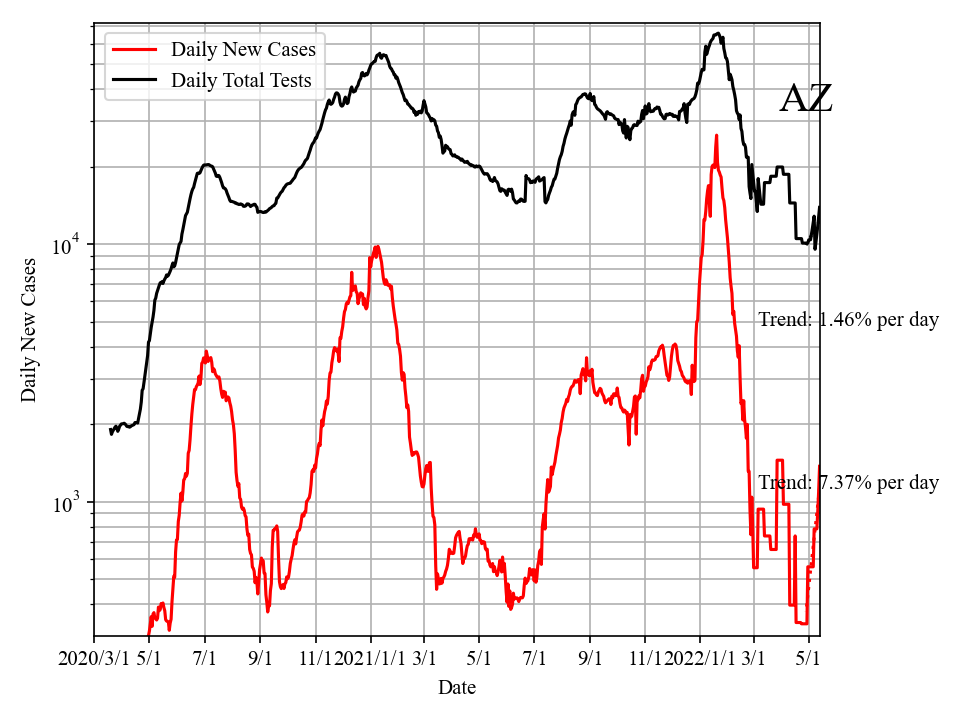 Daily New Cases
Daily Total Tests
AZ
Daily New Cases
10^4
10^3
Trend: 1.46% per day
Trend: 7.37% per day
2020/3/1 5/1 7/1 9/1 11/1 2021/1/1 3/1 5/1 7/1 9/1 11/1 2022/1/1 3/1 5/1
Date